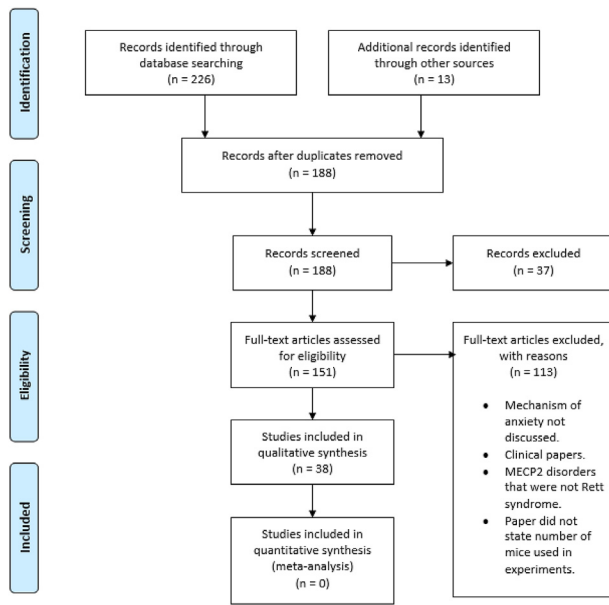 Identification
Records identified through
database searching
(n = 226)
Additional records identified
through other sources
(n = 13)
Records after duplicates removed
(n = 188)
Screening
Records screened
(n = 188)
Records excluded
(n = 37)
Eligibility
Full-text articles assessed
for eligibility
(n = 151)
Full-text articles excluded,
with reasons
(n = 113)
• Mechanism of
anxiety not
discussed.
• Clinical papers.
• MECP2 disorders
that were not Rett
syndrome.
• Paper did not
state number of
mice used in
experiments.
Studies included in
qualitative synthesis
(n = 38)
Included
Studies included in
quantitative synthesis
(meta-analysis)
(n = 0)